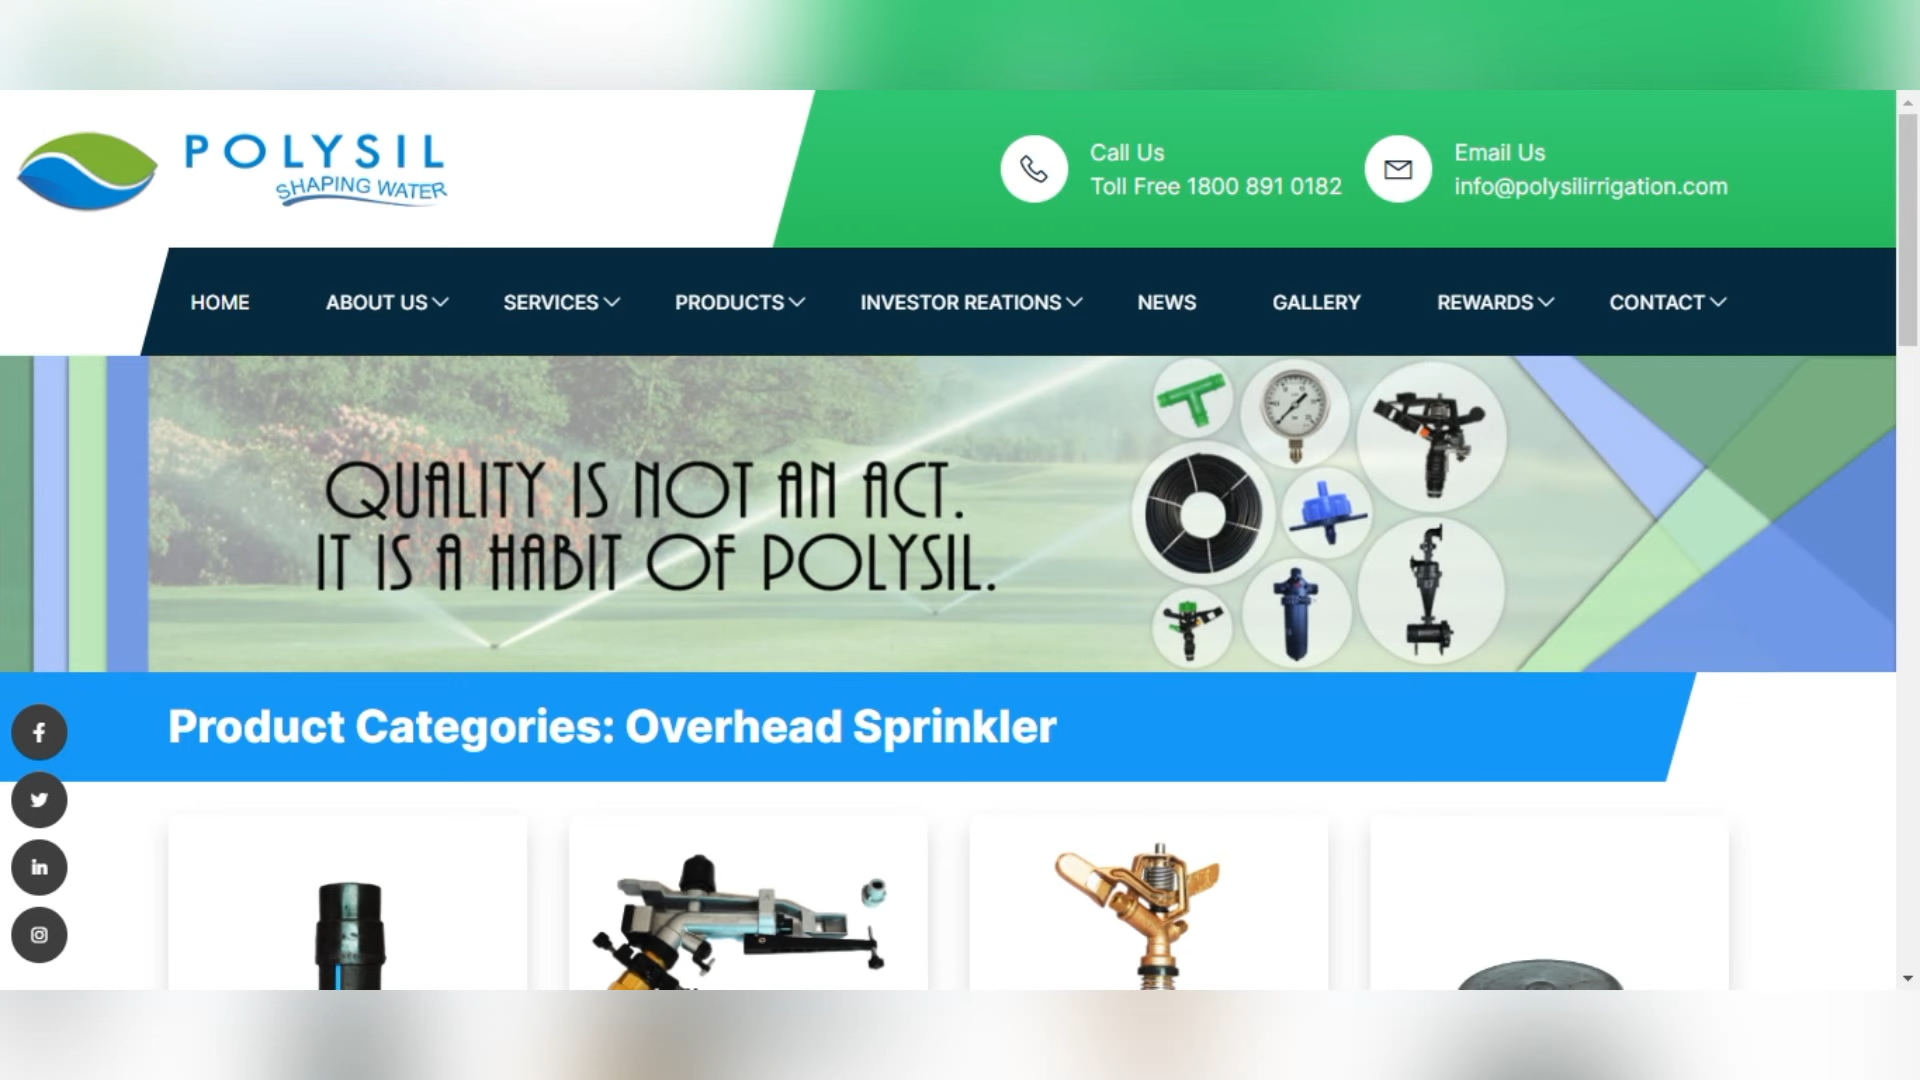 POLYSIL
SHAPING WATER
Call Us
Toll Free 1800 891 0182
Email Us
info@polysilirrigation.com
HOME ABOUT US SERVICES PRODUCTS INVESTOR REATIONS NEWS GALLERY REWARDS CONTACT
QUALITY IS NOT AN ACT.
IT IS A HABIT OF POLYSIL.
Product Categories: Overhead Sprinkler